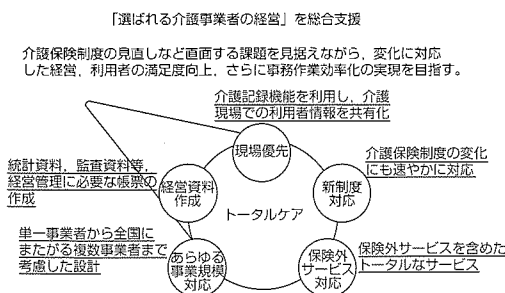 「選ばれる介護事業者の経営」を総合支援
介護保険制度の見直しなど直面する課題を見据えながら，変化に対応
した経営，利用者の満足度向上，さらに事務作業効率化の実現を目指す。
介護記録機能を利用し，介護
現場での利用者情報を共有化
現場優先
統計資料，監査資料等，
経営管理に必要な帳票の
作成
経営資料
作成
介護保険制度の変化
にも速やかに対応
新制度
対応
トータルケア
単一事業者から全国に
またがる複数事業者まで
考慮した設計
あらゆる
事業規模
対応
保険外
サービス
対応
保険外サービスを含めた
トータルなサービス